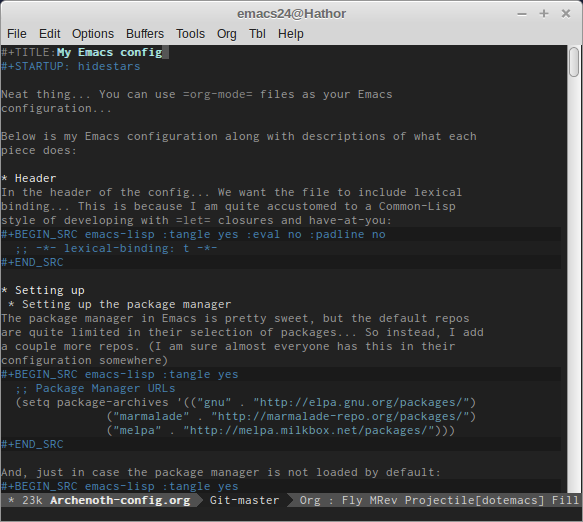 emacs24@Hathor
File Edit Options Buffers Tools Org Tbl Help
#+TITLE:My Emacs config
#+STARTUP: hidestars
Neat thing... You can use =org-mode= files as your Emacs
configuration...
Below is my Emacs configuration along with descriptions of what each
piece does:
* Header
In the header of the config... We want the file to include lexical
binding... This is because I am quite accustomed to a Common-Lisp
style of developing with =let= closures and have-at-you:
#+BEGIN_SRC emacs-lisp :tangle yes :eval no :padline no
;; -*- lexical-binding: t -*-
#+END_SRC
* Setting up
* Setting up the package manager
The package manager in Emacs is pretty sweet, but the default repos
are quite limited in their selection of packages... So instead, I add
a couple more repos. (I am sure almost everyone has this in their
configuration somewhere)
#+BEGIN_SRC emacs-lisp :tangle yes
;; Package Manager URLs
(setq package-archives '(("gnu" . "http://elpa.gnu.org/packages/")
("marmalade" . "http://marmalade-repo.org/packages/")
("melpa" . "http://melpa.milkbox.net/packages/")))
#+END_SRC
And, just in case the package manager is not loaded by default:
#+BEGIN_SRC emacs-lisp :tangle yes
* 23k Archenoth-config.org Git-master Org : Fly MRev Projectile[dotemacs] Fill